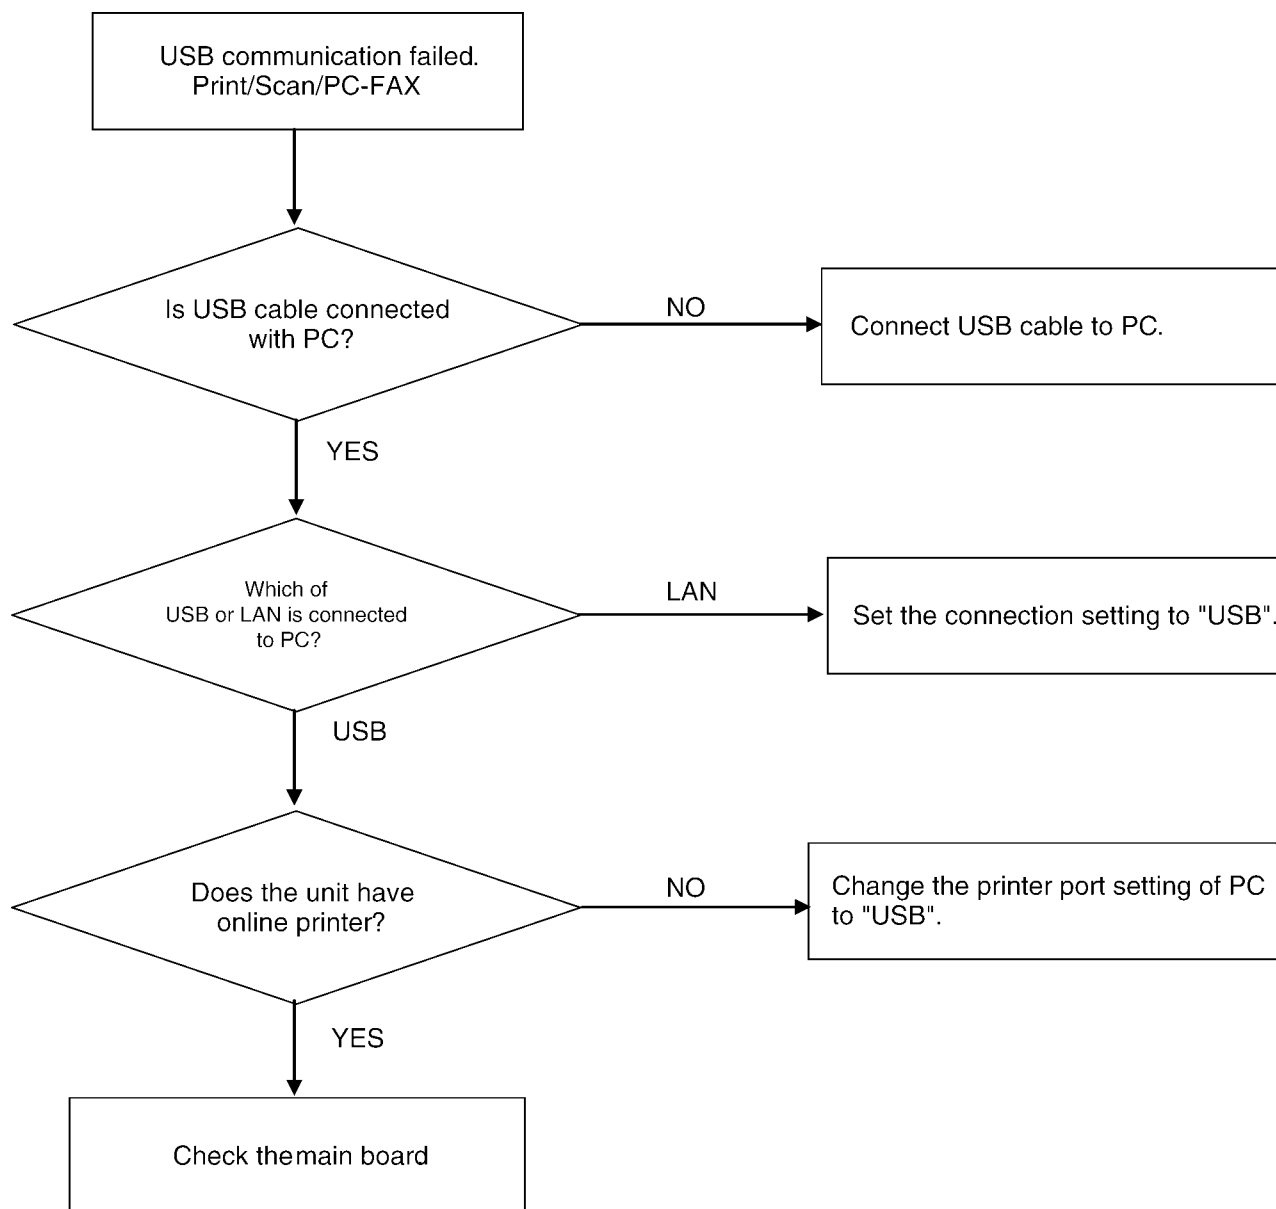 USB communication failed.
Print/Scan/PC-FAX
Is USB cable connected
with PC?
NO
Connect USB cable to PC.
YES
Which of
USB or LAN is connected
to PC?
LAN
Set the connection setting to "USB".
USB
Does the unit have
online printer?
NO
Change the printer port setting of PC
to "USB".
YES
Check themain board